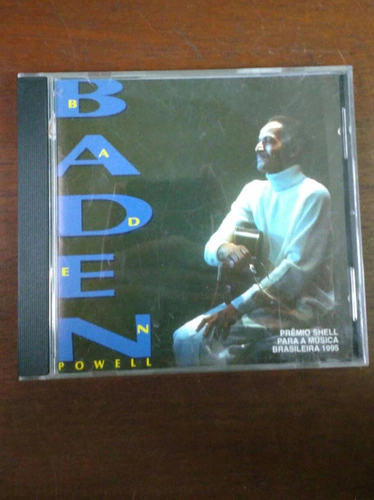 BADEN
BADEN
POWELL
PRÊMIO SHELL
PARA A MÚSICA
BRASILEIRA 1995